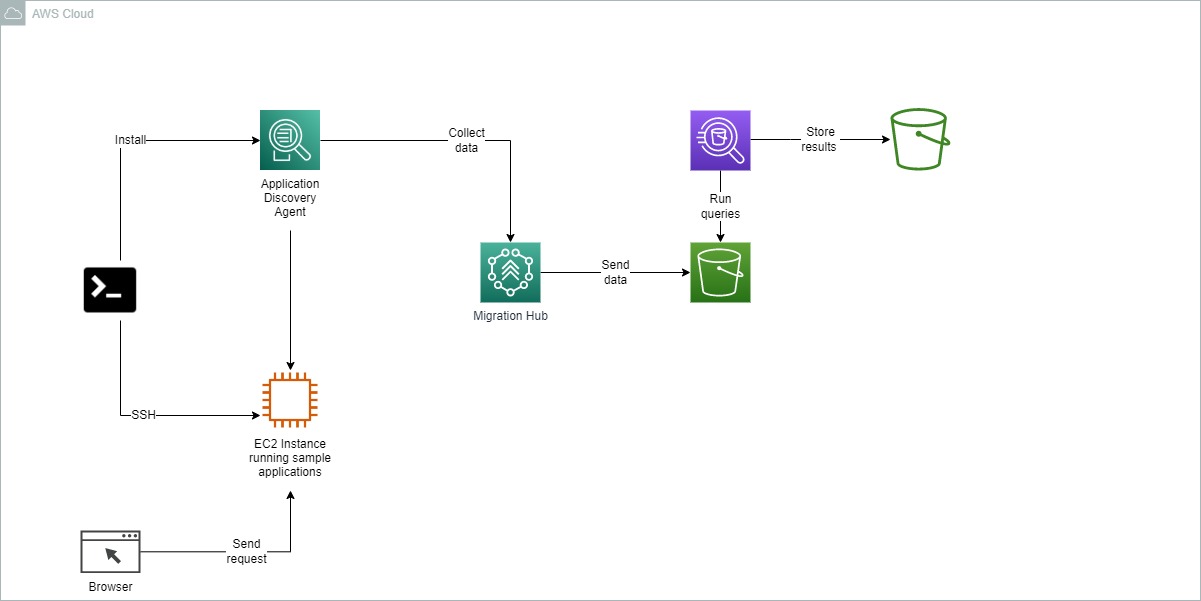 AWS Cloud
Install
Application
Discovery
Agent
Collect
data
Store
results
Run
queries
Send
data
Migration Hub
SSH
EC2 Instance
running sample
applications
Send
request
Browser